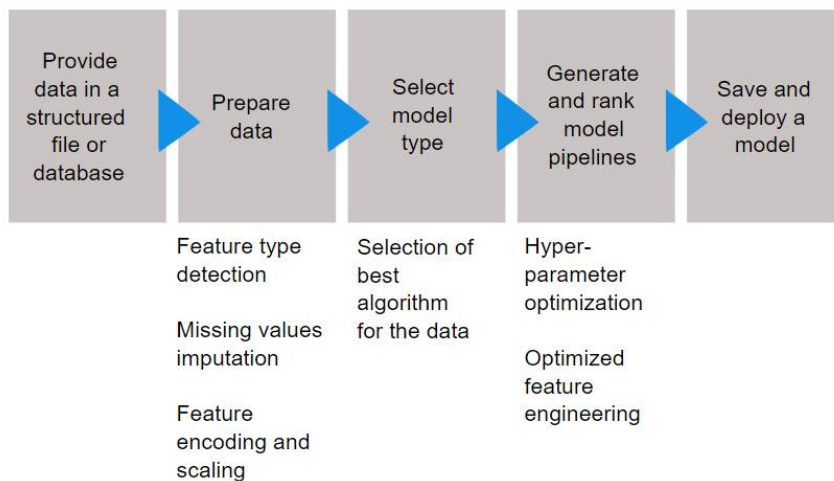 Provide
data in a
structured
file or
database
Prepare
data
Select
model
type
Generate
and rank
model
pipelines
Save and
deploy a
model
Feature type
detection
Missing values
imputation
Feature
encoding and
scaling
Selection of
best
algorithm
for the data
Hyper-
parameter
optimization
Optimized
feature
engineering